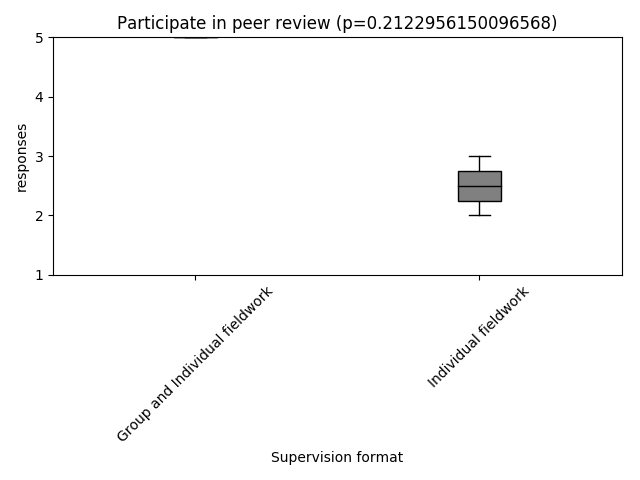 Participate in peer review (p=0.2122956150096568)
5
4
3
2
1
responses
Group and Individual fieldwork
Individual fieldwork
Supervision format